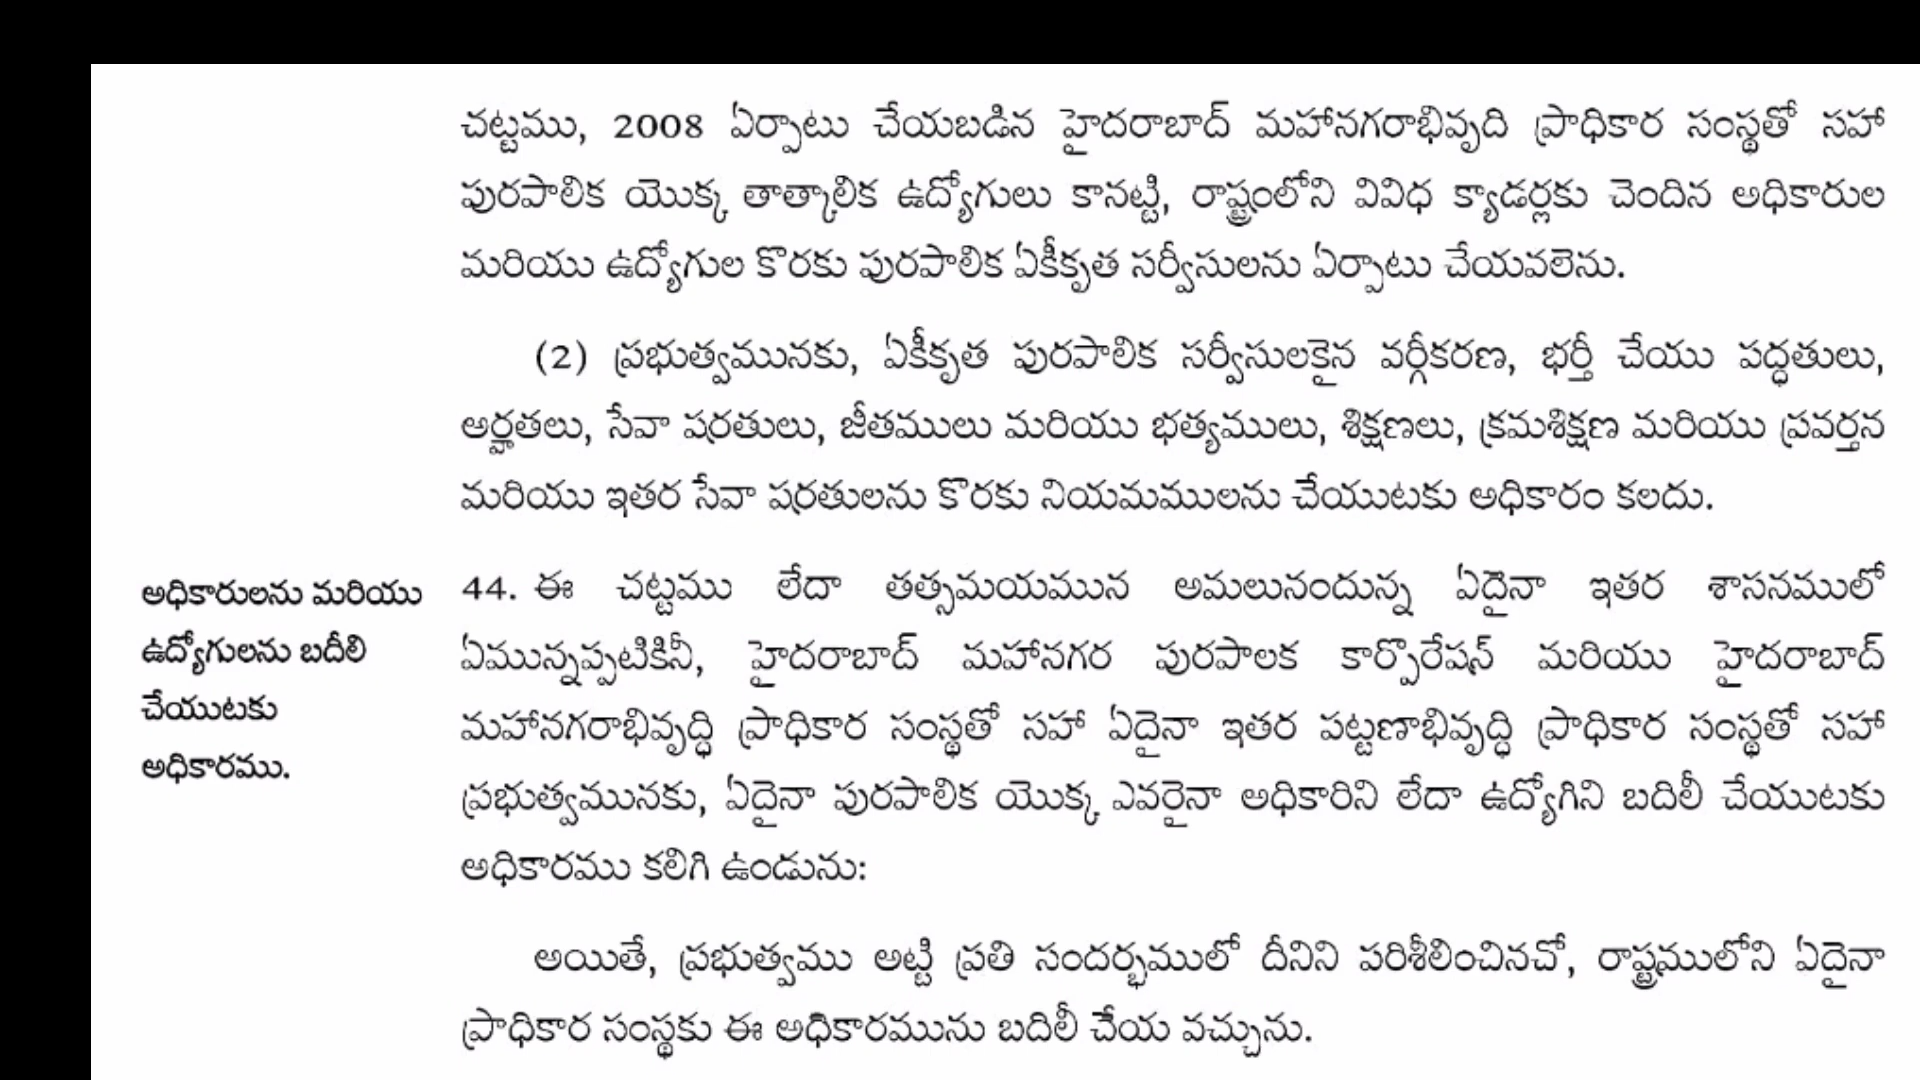 చట్టము, 2008 ఏర్పాటు చేయబడిన హైదరాబాద్ మహానగరాభివృది ప్రాధికార సంస్థతో సహా
పురపాలిక యొక్క తాత్కాలిక ఉద్యోగులు కానట్టి, రాష్ట్రంలోని వివిధ క్యాడర్లకు చెందిన అధికారుల
మరియు ఉద్యోగుల కొరకు పురపాలిక ఏకీకృత సర్వీసులను ఏర్పాటు చేయవలెను.
(2) ప్రభుత్వమునకు, ఏకీకృత పురపాలిక సర్వీసులకైన వర్గీకరణ, భర్తీ చేయు పద్ధతులు,
అర్హతలు, సేవా షరతులు, జీతములు మరియు భత్యములు, శిక్షణలు, క్రమశిక్షణ మరియు ప్రవర్తన
మరియు ఇతర సేవా షరతులను కొరకు నియమములను చేయుటకు అధికారం కలదు.
అధికారులను మరియు
ఉద్యోగులను బదీలి
చేయుటకు
అధికారము.
44. ఈ చట్టము లేదా తత్సమయమున అమలునందున్న ఏదైనా ఇతర శాసనములో
ఏమున్నప్పటికినీ, హైదరాబాద్ మహానగర పురపాలక కార్పొరేషన్ మరియు హైదరాబాద్
మహానగరాభివృద్ధి ప్రాధికార సంస్థతో సహా ఏదైనా ఇతర పట్టణాభివృద్ధి ప్రాధికార సంస్థతో సహా
ప్రభుత్వమునకు, ఏదైనా పురపాలిక యొక్క ఎవరైనా అధికారిని లేదా ఉద్యోగిని బదిలీ చేయుటకు
అధికారము కలిగి ఉండును:
అయితే, ప్రభుత్వము అట్టి ప్రతి సందర్భములో దీనిని పరిశీలించినచో, రాష్ట్రములోని ఏదైనా
ప్రాధికార సంస్థకు ఈ అధికారమును బదిలీ చేయ వచ్చును.